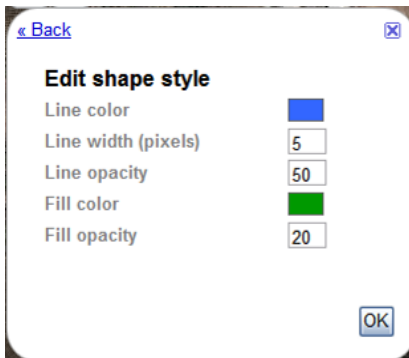 « Back
Edit shape style
Line color
Line width (pixels) 5
Line opacity 50
Fill color
Fill opacity 20
OK